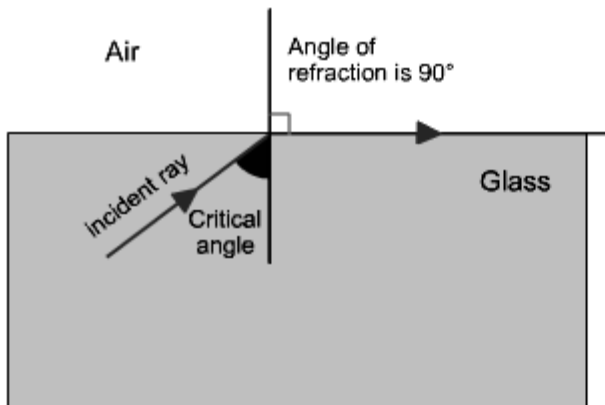 Air
Angle of
refraction is 90°
incident ray
Critical
angle
Glass